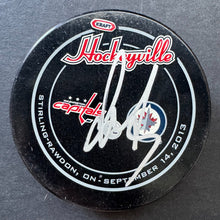 KRAFT
Hockeyville
capitals
STIRLING-RAWDON, ON - SEPTEMBER 14, 2013